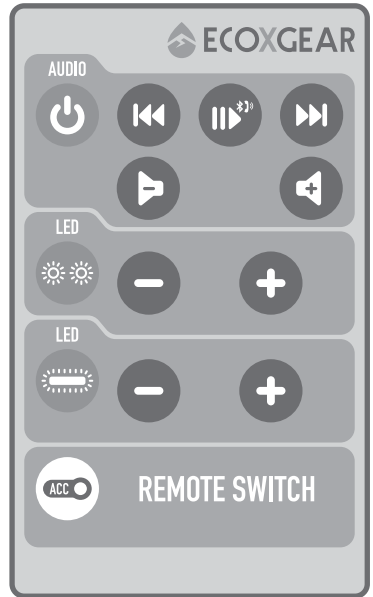 ECOXGEAR
AUDIO
LED
LED
ACC
REMOTE SWITCH